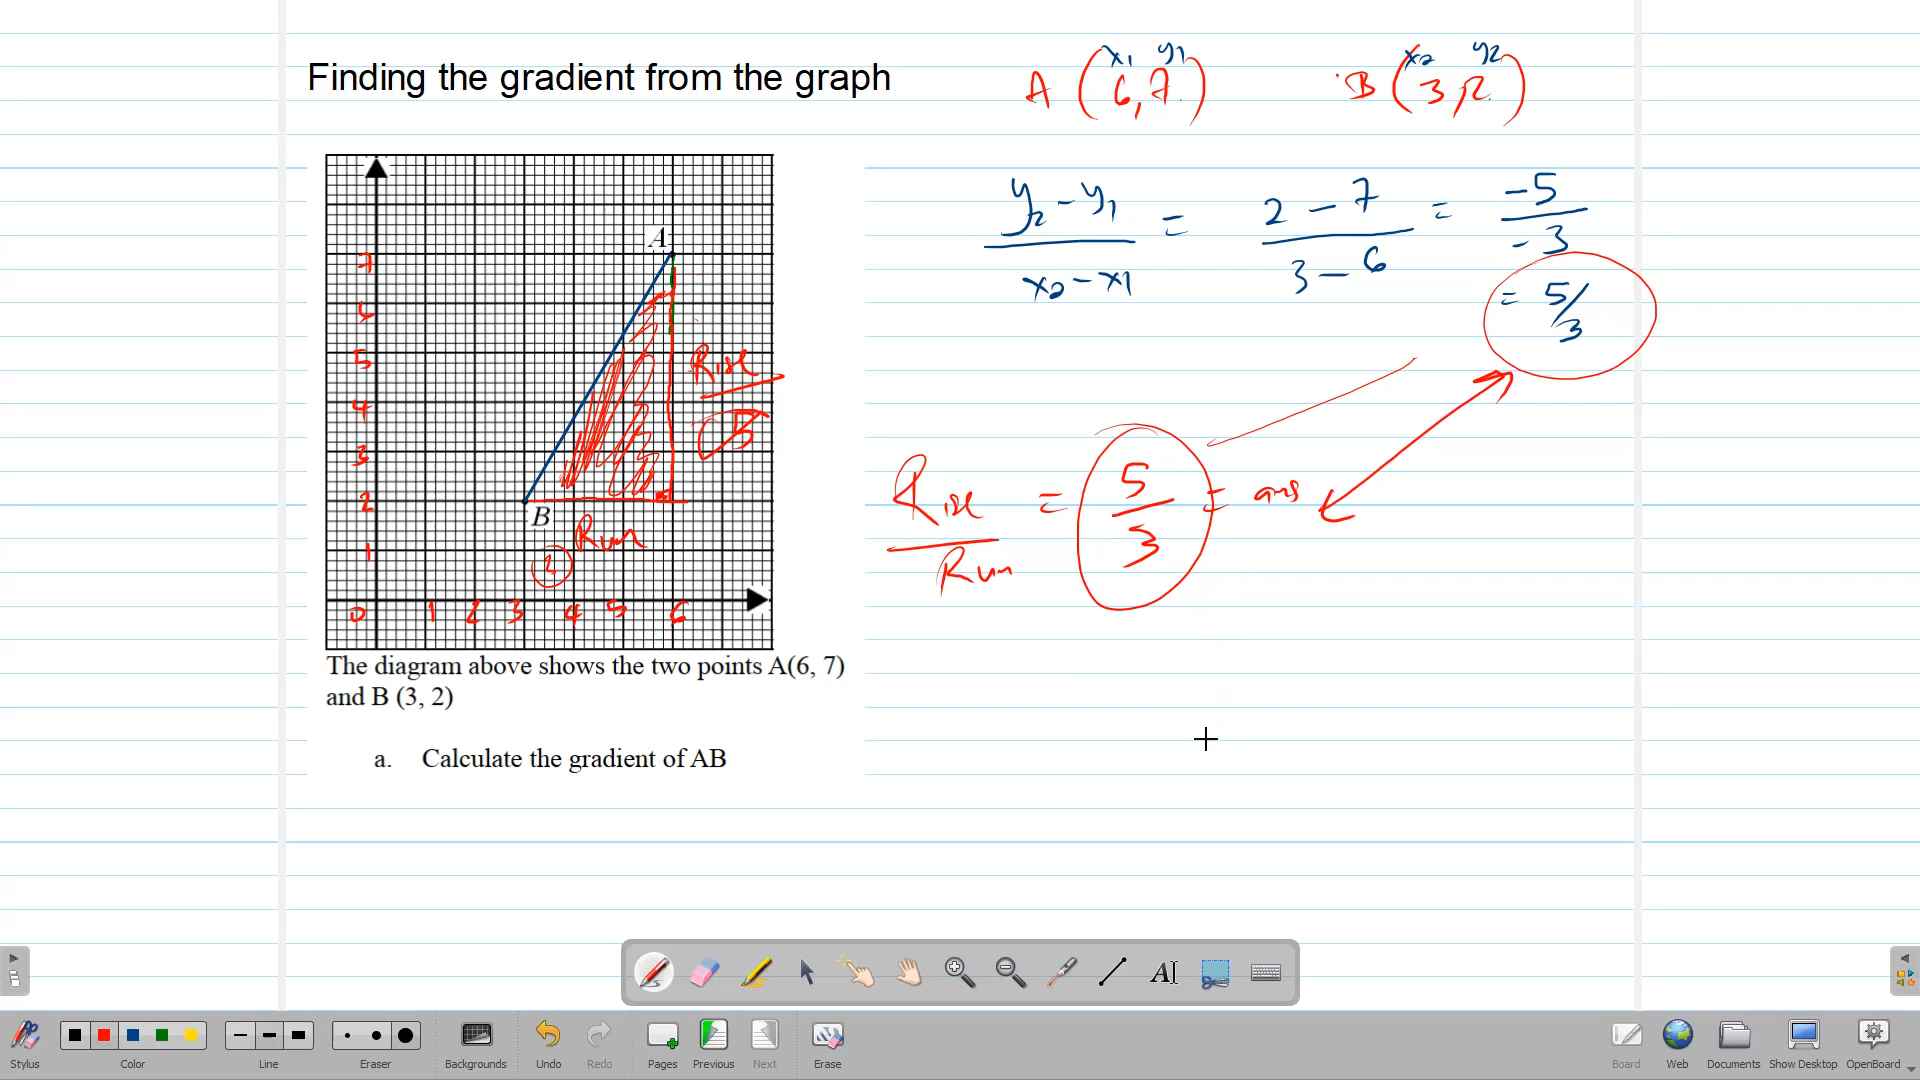 Finding the gradient from the graph
x1 y1
A (6, 7)
x2 y2
B (3, 2)
y2 - y1 / x2 - x1 = 2 - 7 / 3 - 6 = -5 / -3
= 5/3
A
7
6
5
4
3
2
1
0 1 2 3 4 5 6
Rise
5
B
Run
3
Rise / Run = 5 / 3 = ans
The diagram above shows the two points A(6, 7)
and B (3, 2)
a. Calculate the gradient of AB
Stylus Color Line Eraser Backgrounds Undo Redo Pages Previous Next Erase Board Web Documents Show Desktop OpenBoard